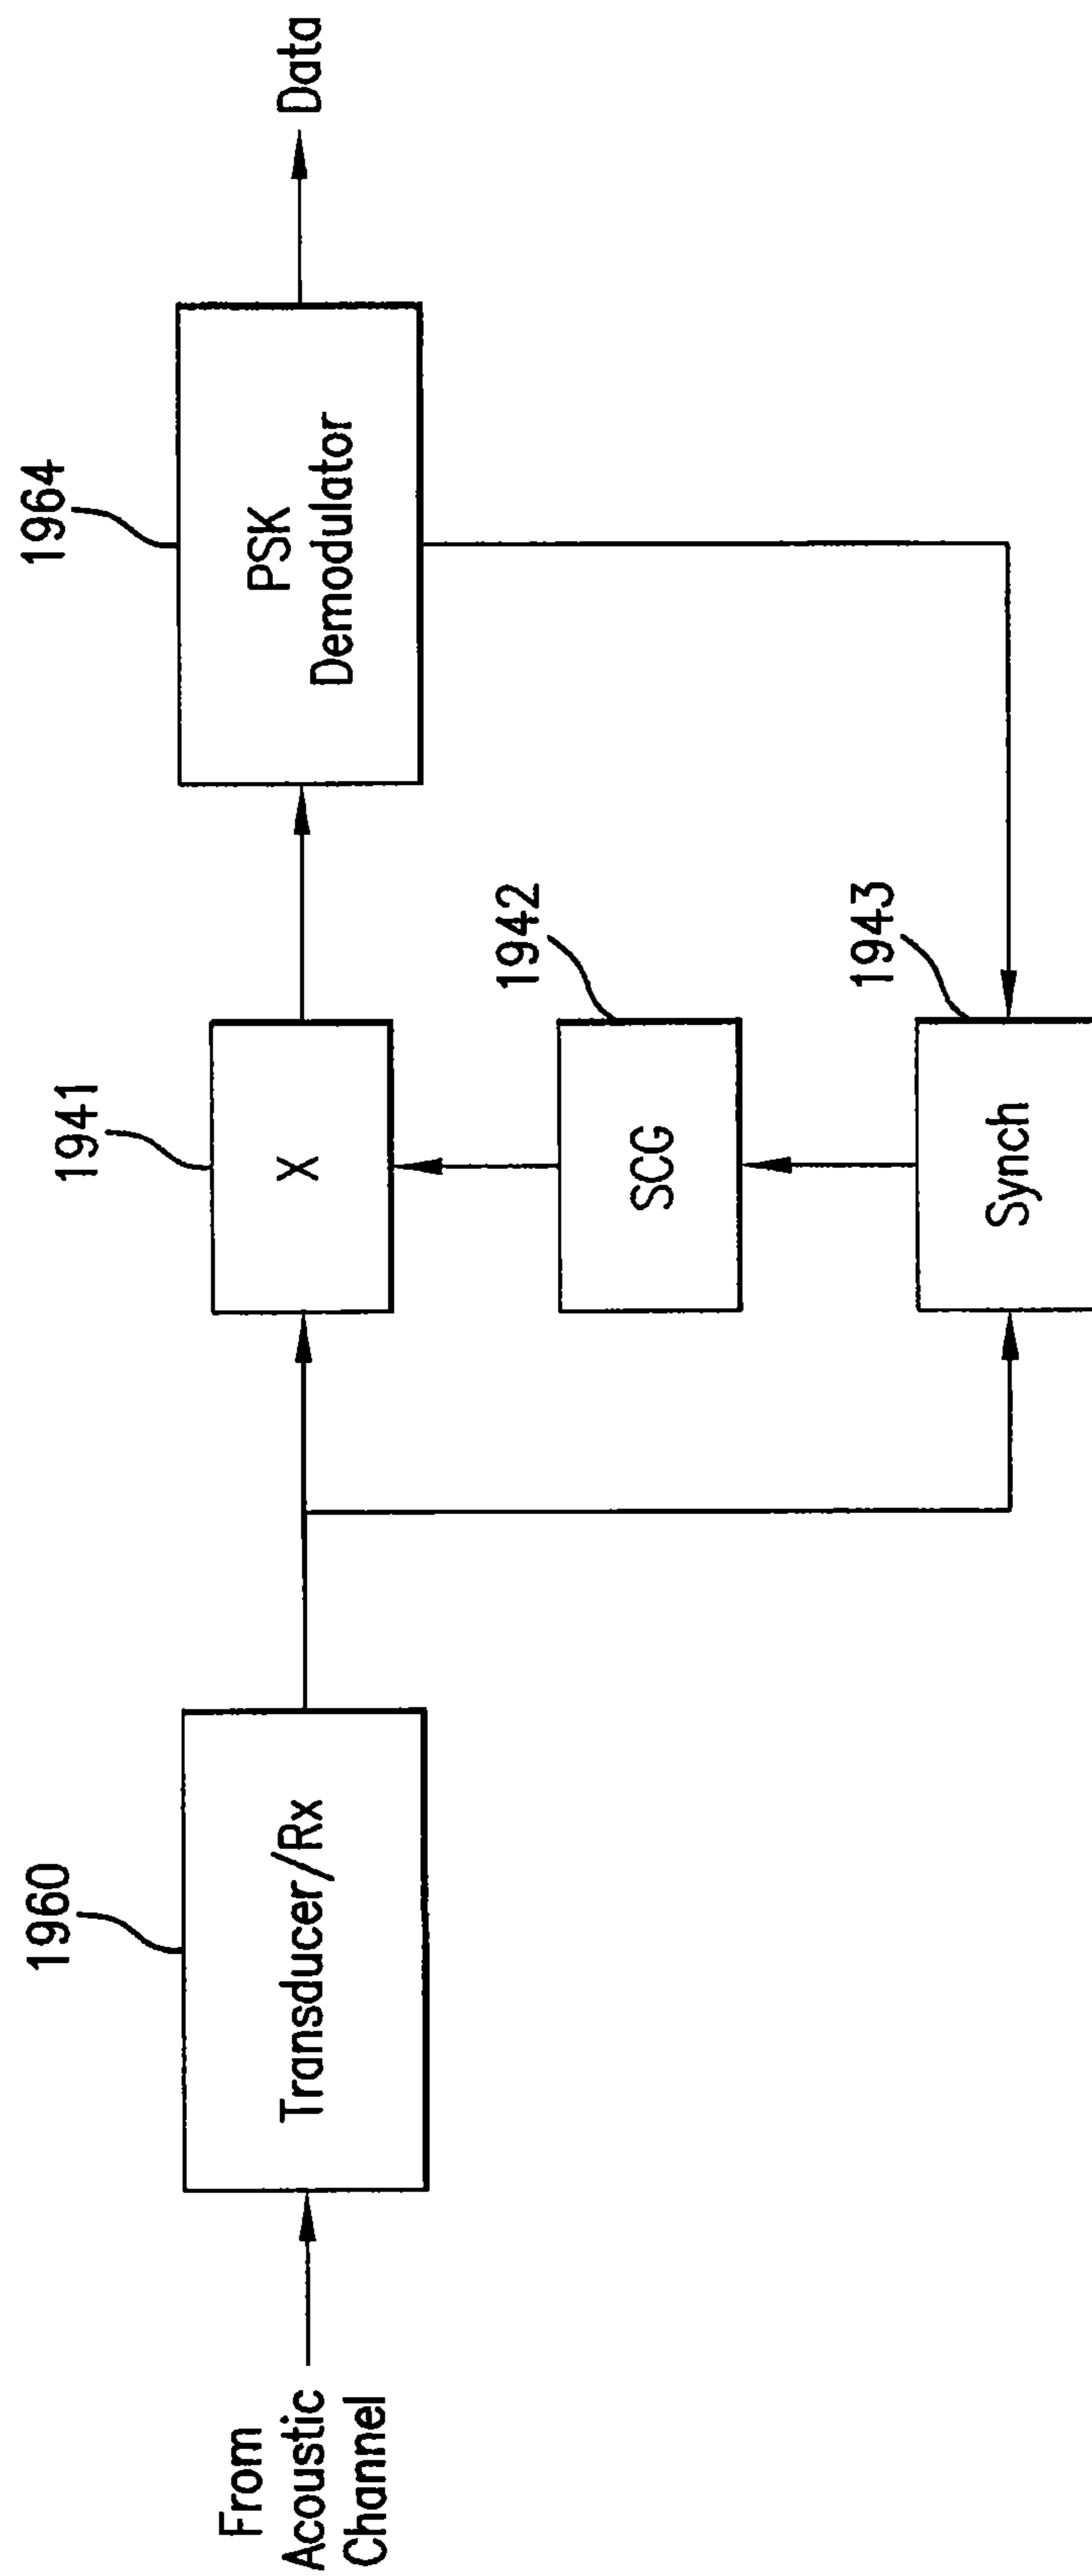 From
Acoustic
Channel
1960
Transducer/Rx
1941
X
1942
SCG
1943
Synch
1964
PSK
Demodulator
Data